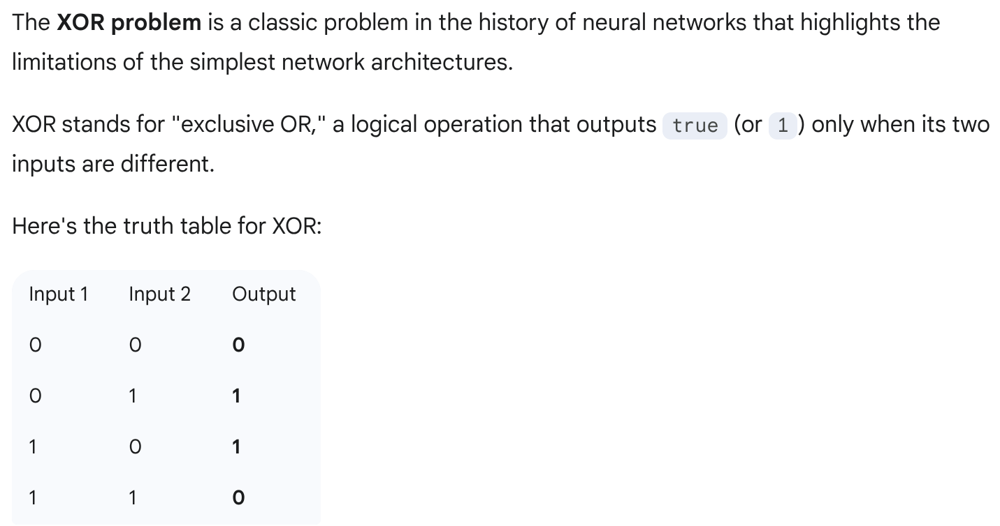 The XOR problem is a classic problem in the history of neural networks that highlights the
limitations of the simplest network architectures.
XOR stands for "exclusive OR," a logical operation that outputs true (or 1) only when its two
inputs are different.
Here's the truth table for XOR:
Input 1 Input 2 Output
0 0 0
0 1 1
1 0 1
1 1 0